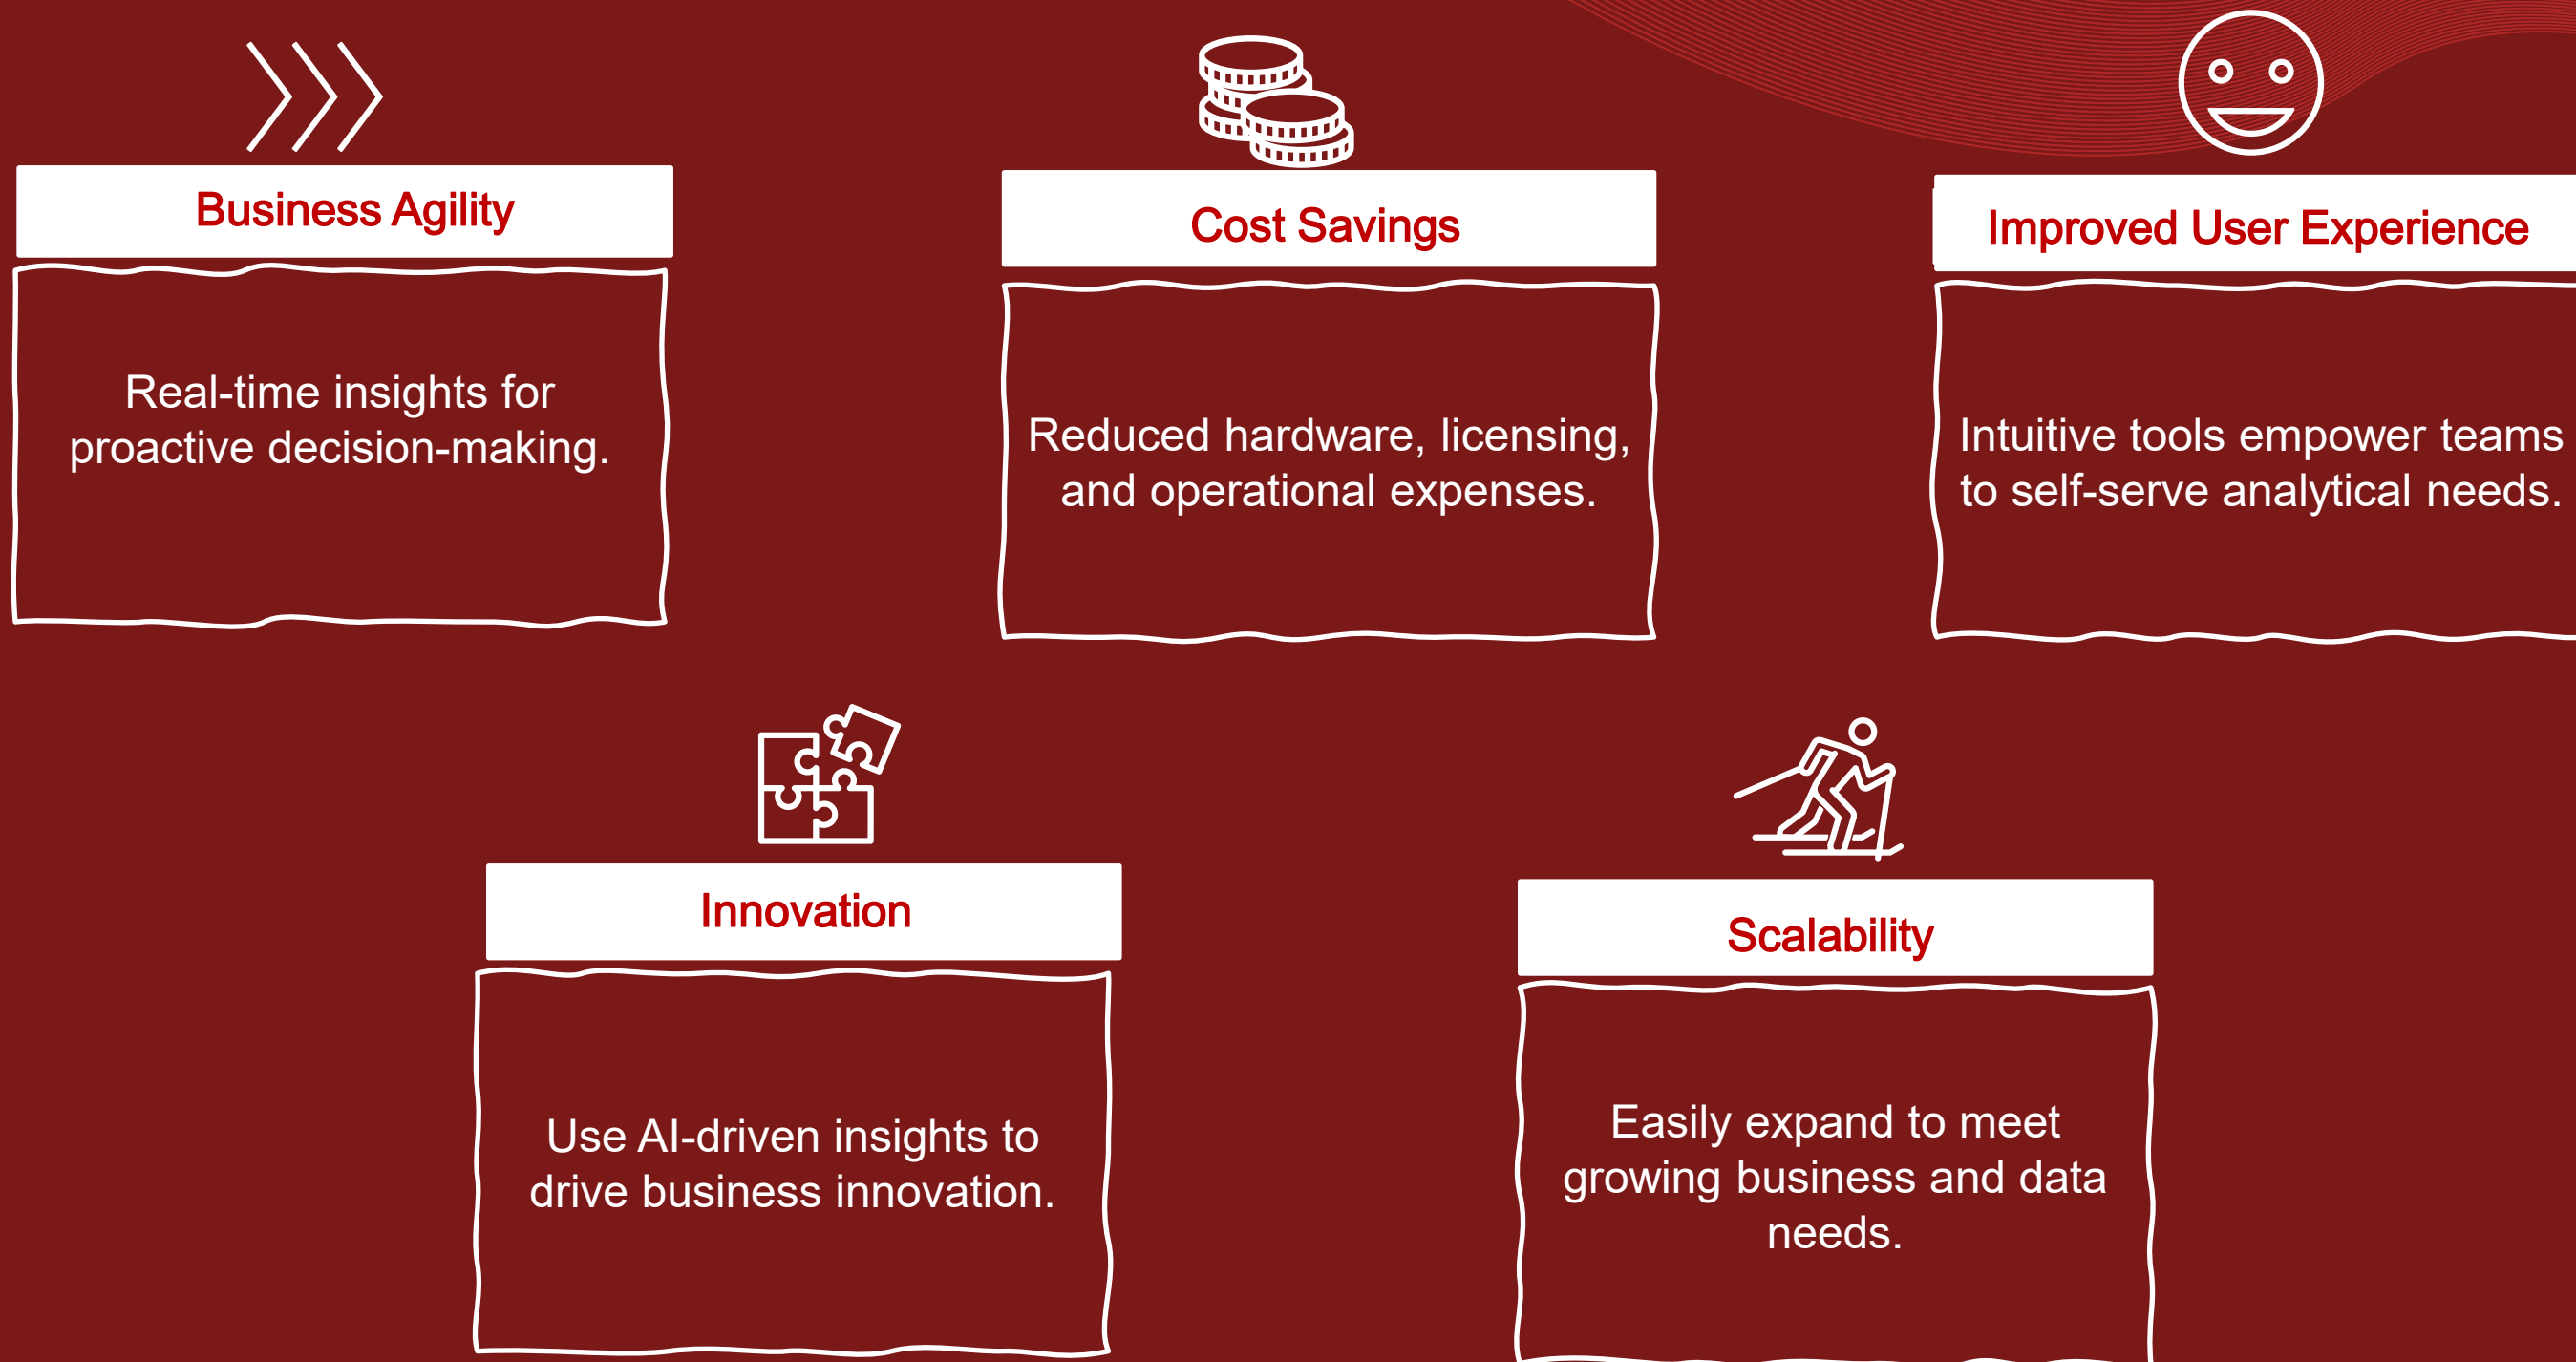 Business Agility
Real-time insights for
proactive decision-making.
Cost Savings
Reduced hardware, licensing,
and operational expenses.
Improved User Experience
Intuitive tools empower teams
to self-serve analytical needs.
Innovation
Use AI-driven insights to
drive business innovation.
Scalability
Easily expand to meet
growing business and data
needs.